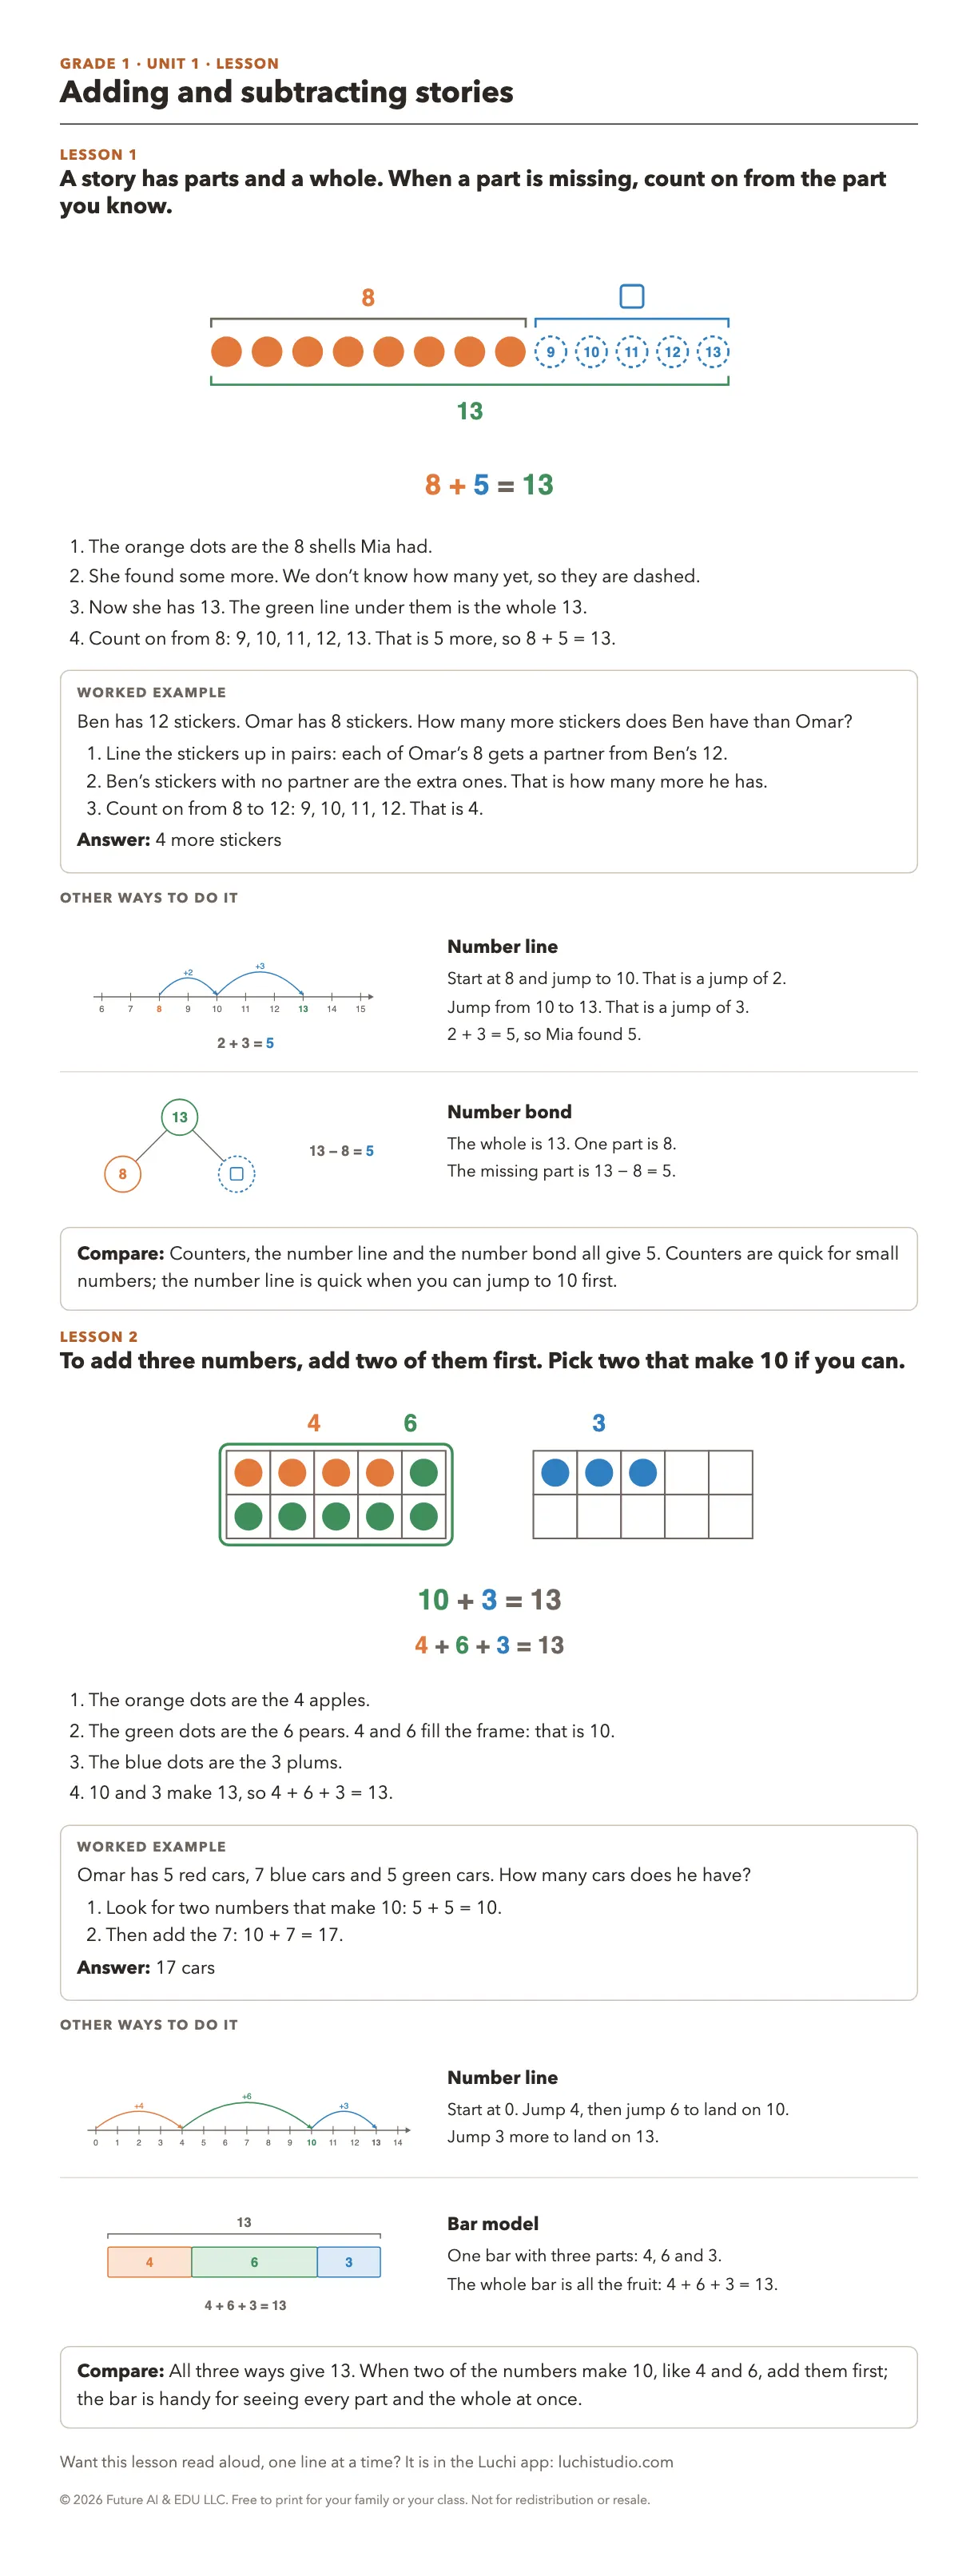 GRADE 1 · UNIT 1 · LESSON
Adding and subtracting stories
LESSON 1
A story has parts and a whole. When a part is missing, count on from the part
you know.
8
9 10 11 12 13
13
8 + 5 = 13
1. The orange dots are the 8 shells Mia had.
2. She found some more. We don’t know how many yet, so they are dashed.
3. Now she has 13. The green line under them is the whole 13.
4. Count on from 8: 9, 10, 11, 12, 13. That is 5 more, so 8 + 5 = 13.
WORKED EXAMPLE
Ben has 12 stickers. Omar has 8 stickers. How many more stickers does Ben have than Omar?
1. Line the stickers up in pairs: each of Omar’s 8 gets a partner from Ben’s 12.
2. Ben’s stickers with no partner are the extra ones. That is how many more he has.
3. Count on from 8 to 12: 9, 10, 11, 12. That is 4.
Answer: 4 more stickers
OTHER WAYS TO DO IT
+2 +3
6 7 8 9 10 11 12 13 14 15
2 + 3 = 5
Number line
Start at 8 and jump to 10. That is a jump of 2.
Jump from 10 to 13. That is a jump of 3.
2 + 3 = 5, so Mia found 5.
13
8
13 − 8 = 5
Number bond
The whole is 13. One part is 8.
The missing part is 13 − 8 = 5.
Compare: Counters, the number line and the number bond all give 5. Counters are quick for small
numbers; the number line is quick when you can jump to 10 first.
LESSON 2
To add three numbers, add two of them first. Pick two that make 10 if you can.
4 6 3
10 + 3 = 13
4 + 6 + 3 = 13
1. The orange dots are the 4 apples.
2. The green dots are the 6 pears. 4 and 6 fill the frame: that is 10.
3. The blue dots are the 3 plums.
4. 10 and 3 make 13, so 4 + 6 + 3 = 13.
WORKED EXAMPLE
Omar has 5 red cars, 7 blue cars and 5 green cars. How many cars does he have?
1. Look for two numbers that make 10: 5 + 5 = 10.
2. Then add the 7: 10 + 7 = 17.
Answer: 17 cars
OTHER WAYS TO DO IT
+4 +6 +3
0 1 2 3 4 5 6 7 8 9 10 11 12 13 14
Number line
Start at 0. Jump 4, then jump 6 to land on 10.
Jump 3 more to land on 13.
13
4 6 3
4 + 6 + 3 = 13
Bar model
One bar with three parts: 4, 6 and 3.
The whole bar is all the fruit: 4 + 6 + 3 = 13.
Compare: All three ways give 13. When two of the numbers make 10, like 4 and 6, add them first;
the bar is handy for seeing every part and the whole at once.
Want this lesson read aloud, one line at a time? It is in the Luchi app: luchistudio.com
© 2026 Future AI & EDU LLC. Free to print for your family or your class. Not for redistribution or resale.